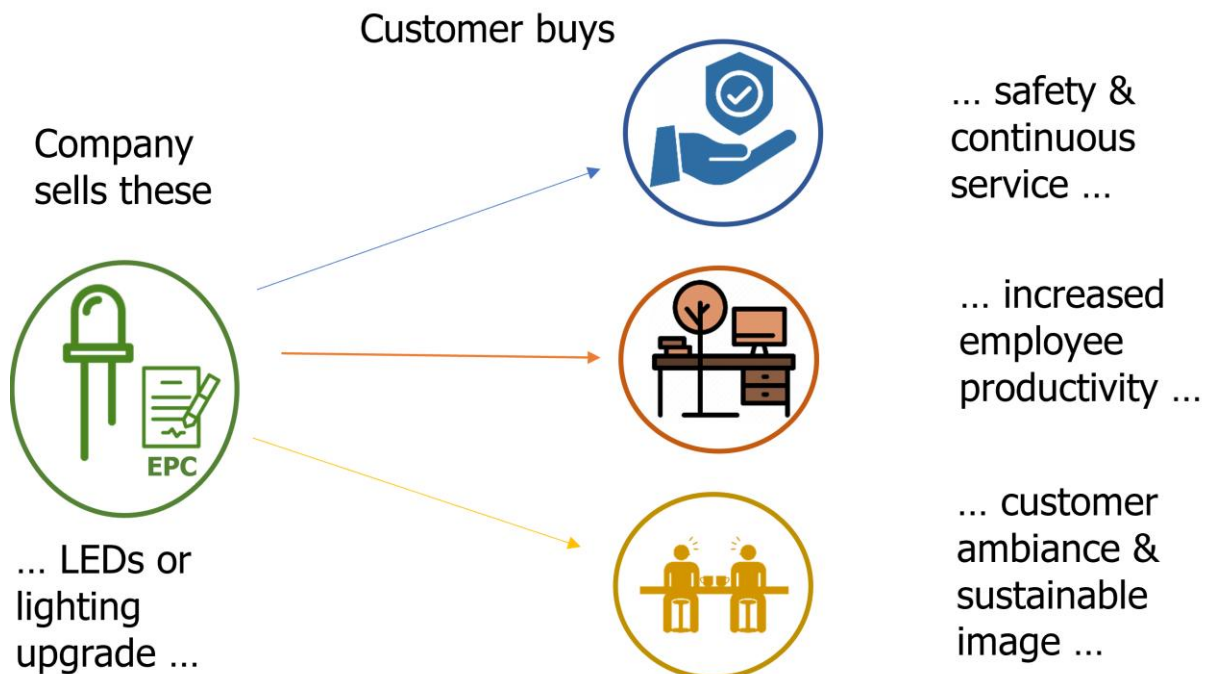 Customer buys
Company
sells these
EPC
… LEDs or
lighting
upgrade …
… safety &
continuous
service …
… increased
employee
productivity …
… customer
ambiance &
sustainable
image …